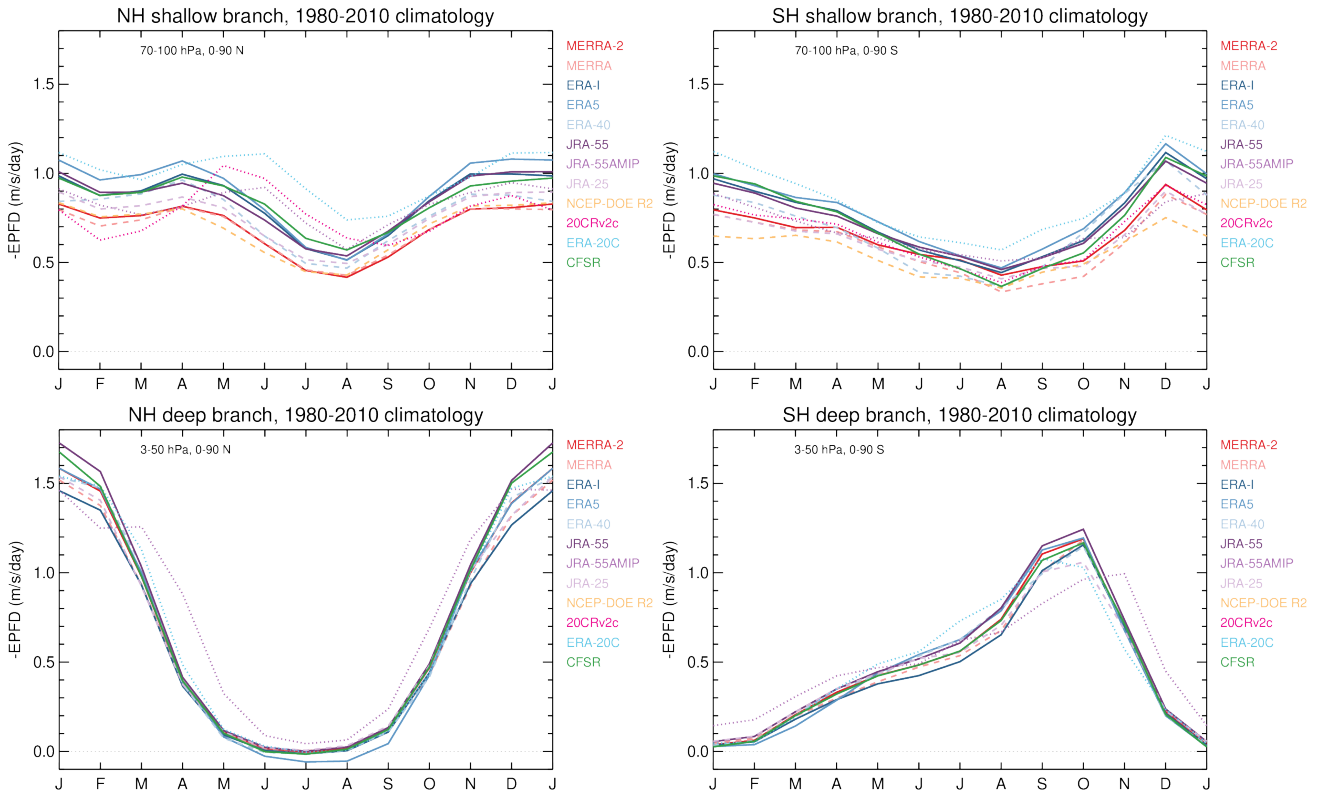 NH shallow branch, 1980-2010 climatology
70-100 hPa, 0-90 N
-EPFD (m/s/day)
1.5
1.0
0.5
0.0
J F M A M J J A S O N D J
MERRA-2
MERRA
ERA-I
ERA5
ERA-40
JRA-55
JRA-55AMIP
JRA-25
NCEP-DOE R2
20CRv2c
ERA-20C
CFSR
SH shallow branch, 1980-2010 climatology
70-100 hPa, 0-90 S
-EPFD (m/s/day)
1.5
1.0
0.5
0.0
J F M A M J J A S O N D J
MERRA-2
MERRA
ERA-I
ERA5
ERA-40
JRA-55
JRA-55AMIP
JRA-25
NCEP-DOE R2
20CRv2c
ERA-20C
CFSR
NH deep branch, 1980-2010 climatology
3-50 hPa, 0-90 N
-EPFD (m/s/day)
1.5
1.0
0.5
0.0
J F M A M J J A S O N D J
MERRA-2
MERRA
ERA-I
ERA5
ERA-40
JRA-55
JRA-55AMIP
JRA-25
NCEP-DOE R2
20CRv2c
ERA-20C
CFSR
SH deep branch, 1980-2010 climatology
3-50 hPa, 0-90 S
-EPFD (m/s/day)
1.5
1.0
0.5
0.0
J F M A M J J A S O N D J
MERRA-2
MERRA
ERA-I
ERA5
ERA-40
JRA-55
JRA-55AMIP
JRA-25
NCEP-DOE R2
20CRv2c
ERA-20C
CFSR